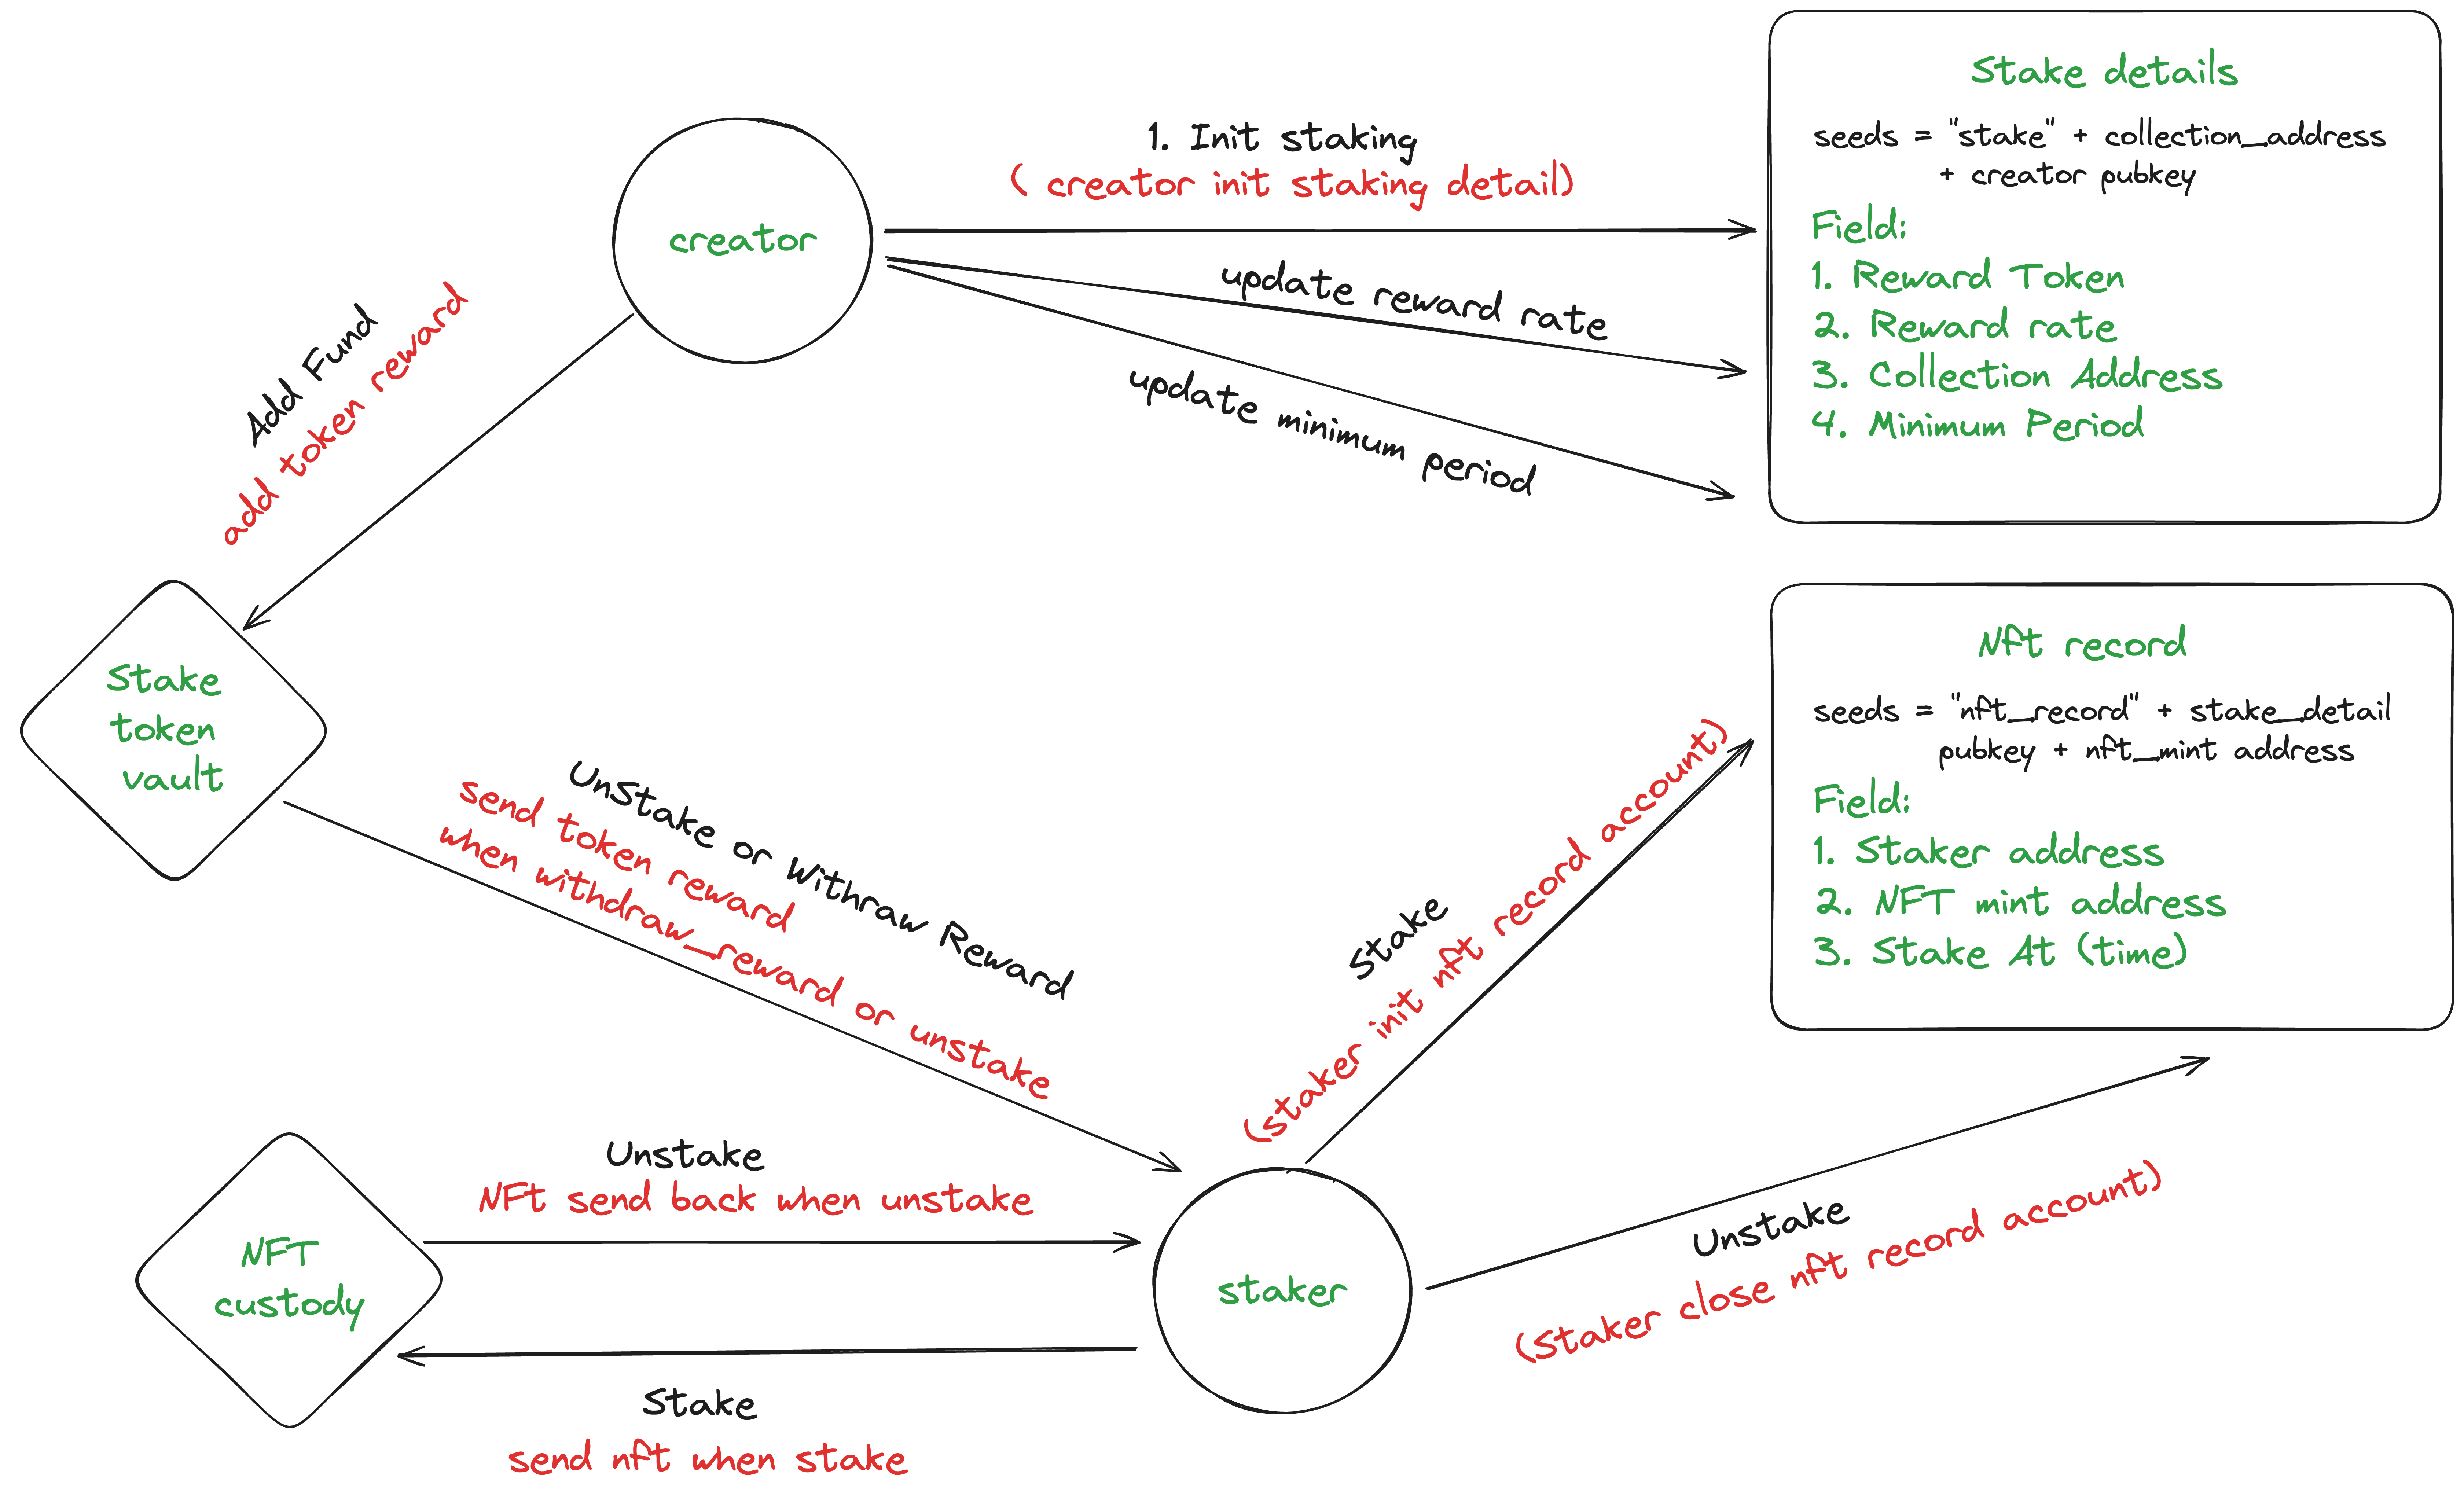 Stake details
seeds = "stake" + collection_address
+ creator pubkey
Field:
1. Reward Token
2. Reward rate
3. Collection Address
4. Minimum Period
1. Init staking
( creator init staking detail)
creator
update reward rate
update minimum period
Add Fund
add token reward
Stake
token
vault
Nft record
seeds = "nft_record" + stake_detail
pubkey + nft_mint address
Field:
1. Staker address
2. NFT mint address
3. Stake At (time)
UnStake or Withraw Reward
send token reward
when withdraw_reward or unstake
Stake
(staker init nft record account)
Unstake
NFt send back when unstake
NFT
custody
staker
Unstake
(Staker close nft record account)
Stake
send nft when stake